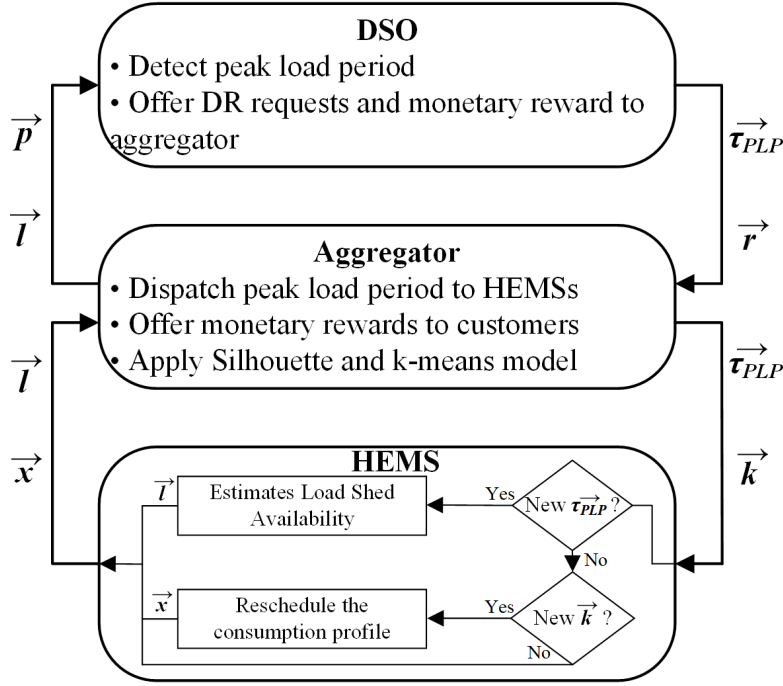 DSO
• Detect peak load period
• Offer DR requests and monetary reward to
aggregator
p
l
τPLP
r
Aggregator
• Dispatch peak load period to HEMSs
• Offer monetary rewards to customers
• Apply Silhouette and k-means model
l
x
τPLP
k
HEMS
l
Estimates Load Shed
Availability
Yes
New τPLP ?
No
x
Reschedule the
consumption profile
Yes
New k ?
No